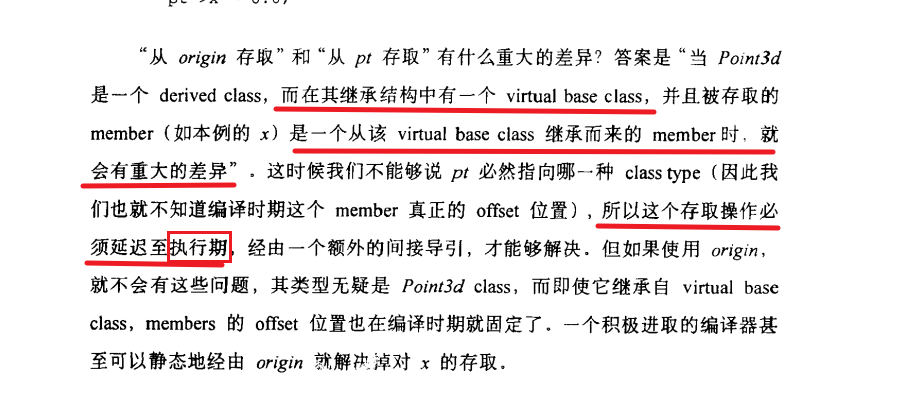 “从 origin 存取”和“从 pt 存取”有什么重大的差异？答案是“当 Point3d
是一个 derived class，而在其继承结构中有一个 virtual base class，并且被存取的
member（如本例的 x）是一个从该 virtual base class 继承而来的 member 时，就
会有重大的差异”。这时候我们不能够说 pt 必然指向哪一种 class type（因此我
们也就不知道编译时期这个 member 真正的 offset 位置），所以这个存取操作必
须延迟至执行期，经由一个额外的间接导引，才能够解决。但如果使用 origin，
就不会有这些问题，其类型无疑是 Point3d class，而即使它继承自 virtual base
class，members 的 offset 位置也在编译时期就固定了。一个积极进取的编译器甚
至可以静态地经由 origin 就解决掉对 x 的存取。